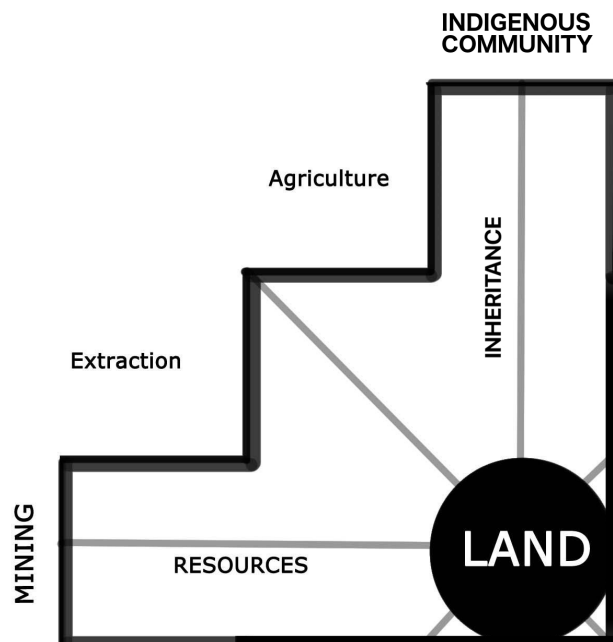 INDIGENOUS
COMMUNITY
Agriculture
INHERITANCE
Extraction
MINING
RESOURCES
LAND